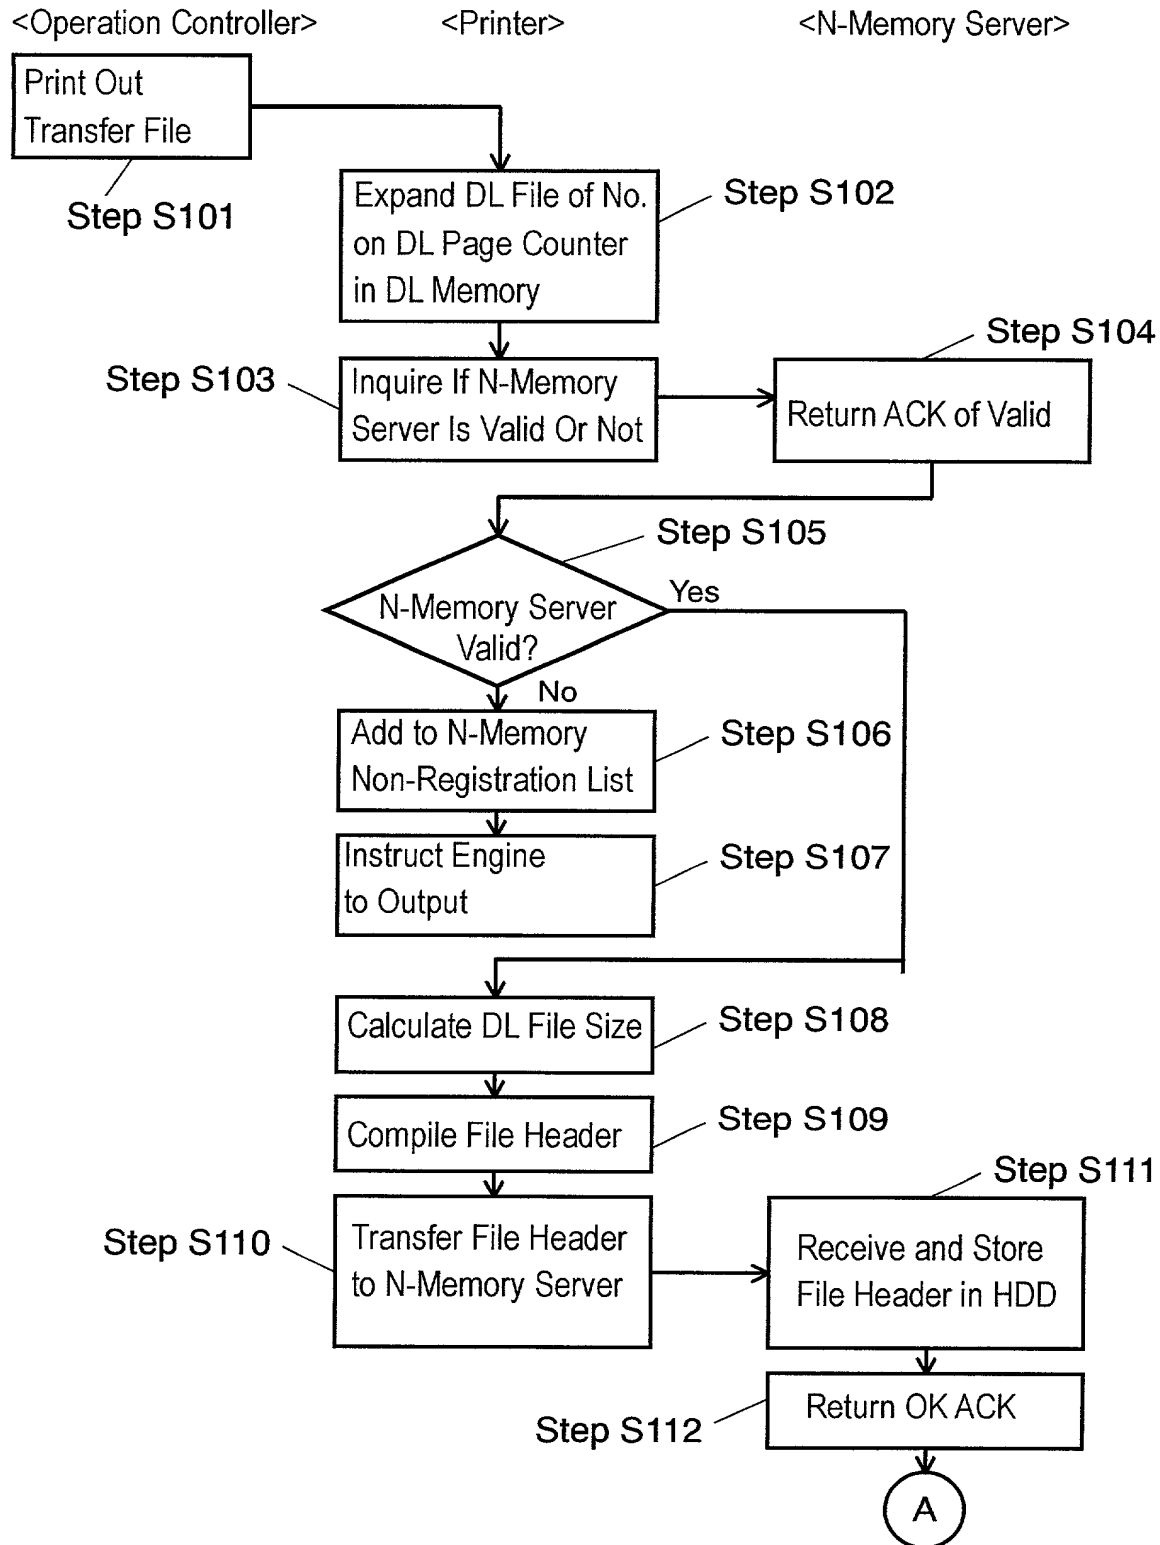 <Operation Controller>
<Printer>
<N-Memory Server>
Print Out
Transfer File
Step S101
Expand DL File of No.
on DL Page Counter
in DL Memory
Step S102
Step S103
Inquire If N-Memory
Server Is Valid Or Not
Step S104
Return ACK of Valid
Step S105
N-Memory Server
Valid?
Yes
No
Add to N-Memory
Non-Registration List
Step S106
Instruct Engine
to Output
Step S107
Calculate DL File Size
Step S108
Compile File Header
Step S109
Step S110
Transfer File Header
to N-Memory Server
Step S111
Receive and Store
File Header in HDD
Return OK ACK
Step S112
A